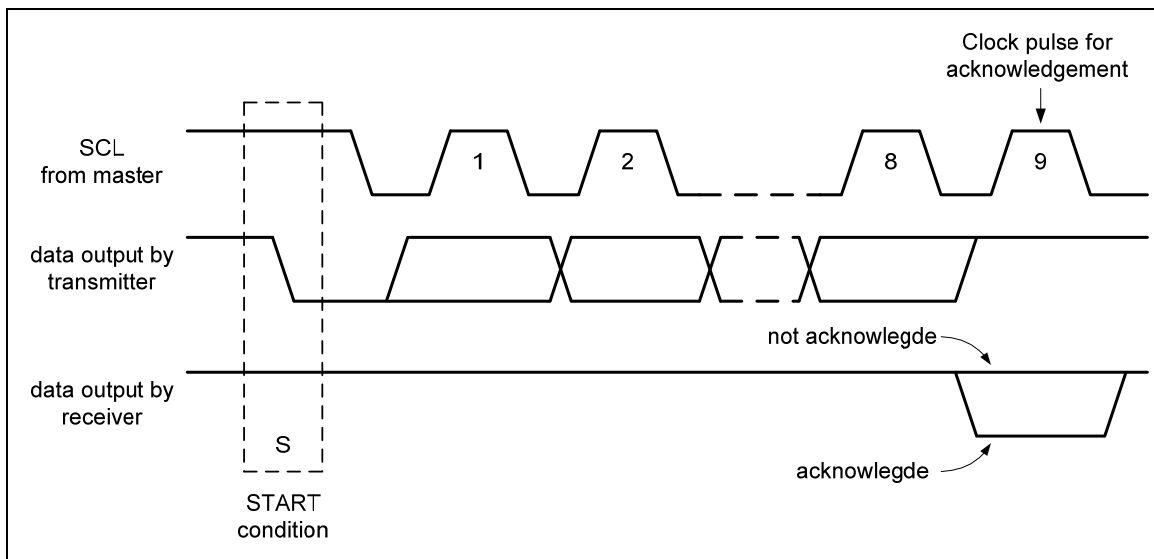 Clock pulse for
acknowledgement
SCL
from master
1
2
8
9
data output by
transmitter
not acknowlegde
data output by
receiver
S
acknowlegde
START
condition